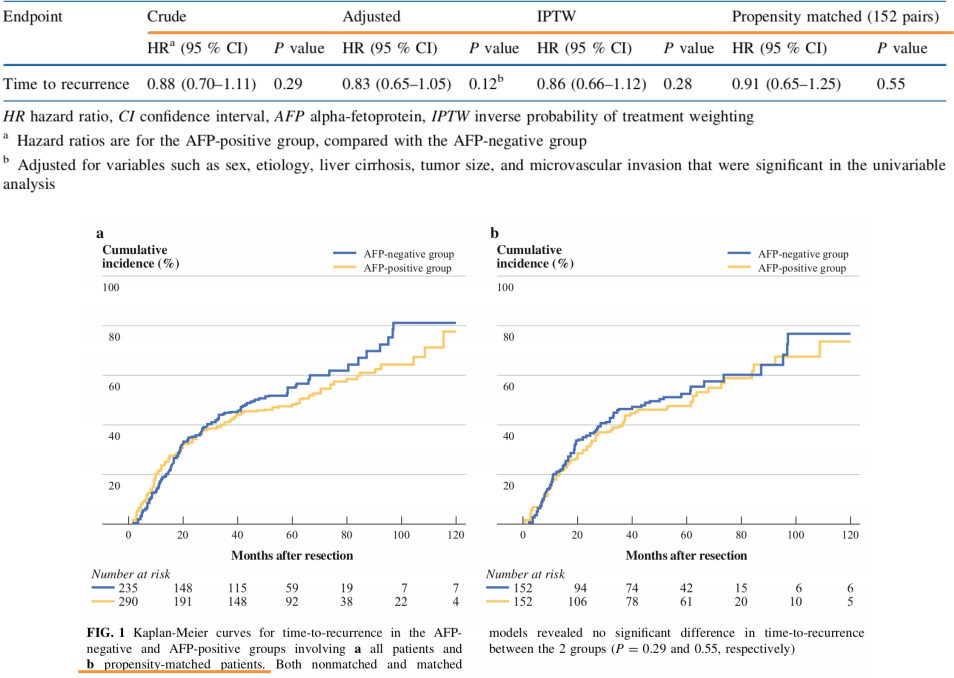 Endpoint Crude Adjusted IPTW Propensity matched (152 pairs)
HRa (95 % CI) P value HR (95 % CI) P value HR (95 % CI) P value HR (95 % CI) P value
Time to recurrence 0.88 (0.70–1.11) 0.29 0.83 (0.65–1.05) 0.12b 0.86 (0.66–1.12) 0.28 0.91 (0.65–1.25) 0.55
HR hazard ratio, CI confidence interval, AFP alpha-fetoprotein, IPTW inverse probability of treatment weighting
a Hazard ratios are for the AFP-positive group, compared with the AFP-negative group
b Adjusted for variables such as sex, etiology, liver cirrhosis, tumor size, and microvascular invasion that were significant in the univariable
analysis
a
Cumulative
incidence (%)
AFP-negative group
AFP-positive group
100
80
60
40
20
0 20 40 60 80 100 120
Months after resection
Number at risk
235 148 115 59 19 7 7
290 191 148 92 38 22 4
b
Cumulative
incidence (%)
AFP-negative group
AFP-positive group
100
80
60
40
20
0 20 40 60 80 100 120
Months after resection
Number at risk
152 94 74 42 15 6 6
152 106 78 61 20 10 5
FIG. 1 Kaplan-Meier curves for time-to-recurrence in the AFP-
negative and AFP-positive groups involving a all patients and
b propensity-matched patients. Both nonmatched and matched
models revealed no significant difference in time-to-recurrence
between the 2 groups (P = 0.29 and 0.55, respectively)